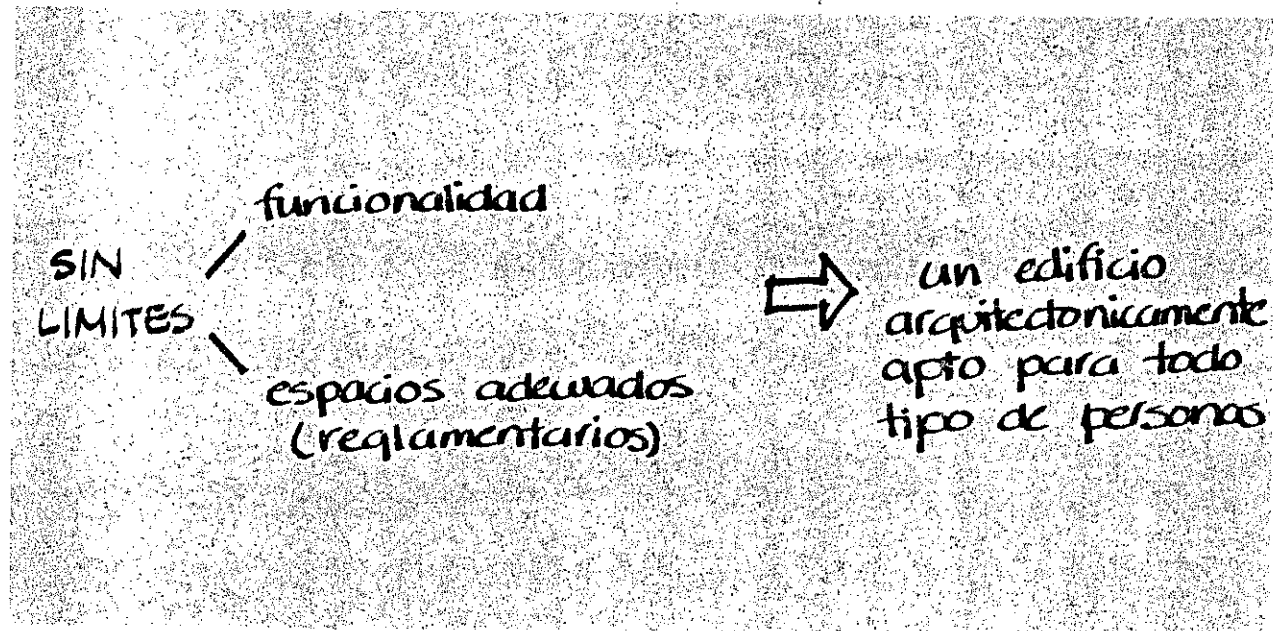 funcionalidad
SIN
LIMITES
espacios adecuados
(reglamentarios)
un edificio
arquitectonicamente
apto para todo
tipo de personas